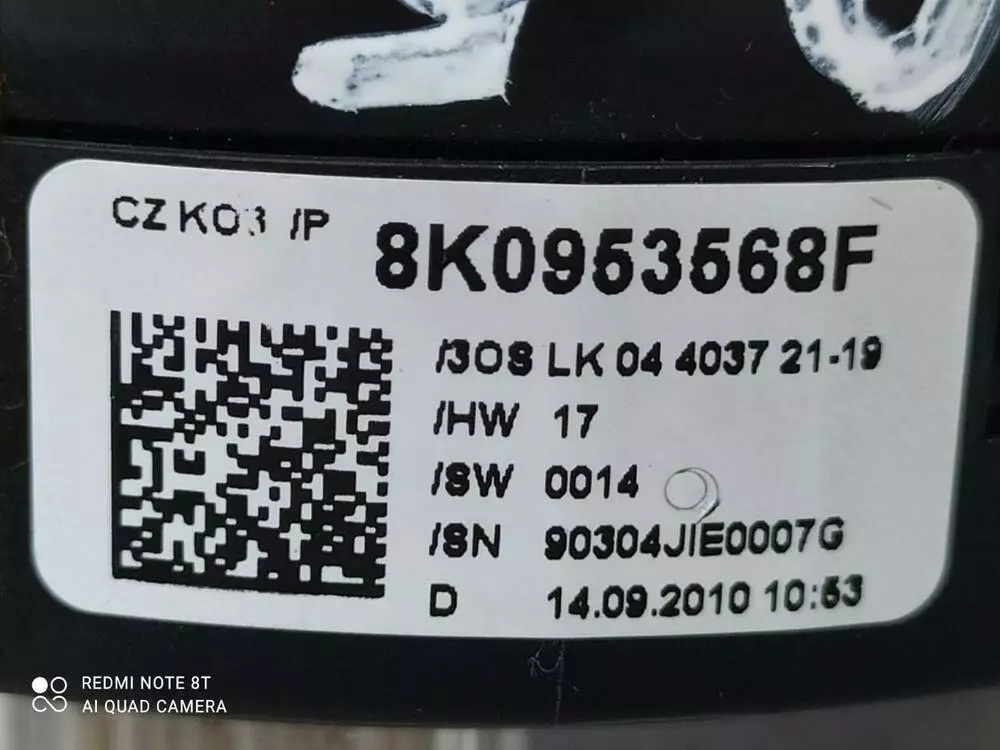 CZ KO3 /P 8K0953568F
/3OS LK 04 4037 21-19
/HW 17
/SW 0014
/SN 90304JIE0007G
D 14.09.2010 10:53
REDMI NOTE 8T
AI QUAD CAMERA